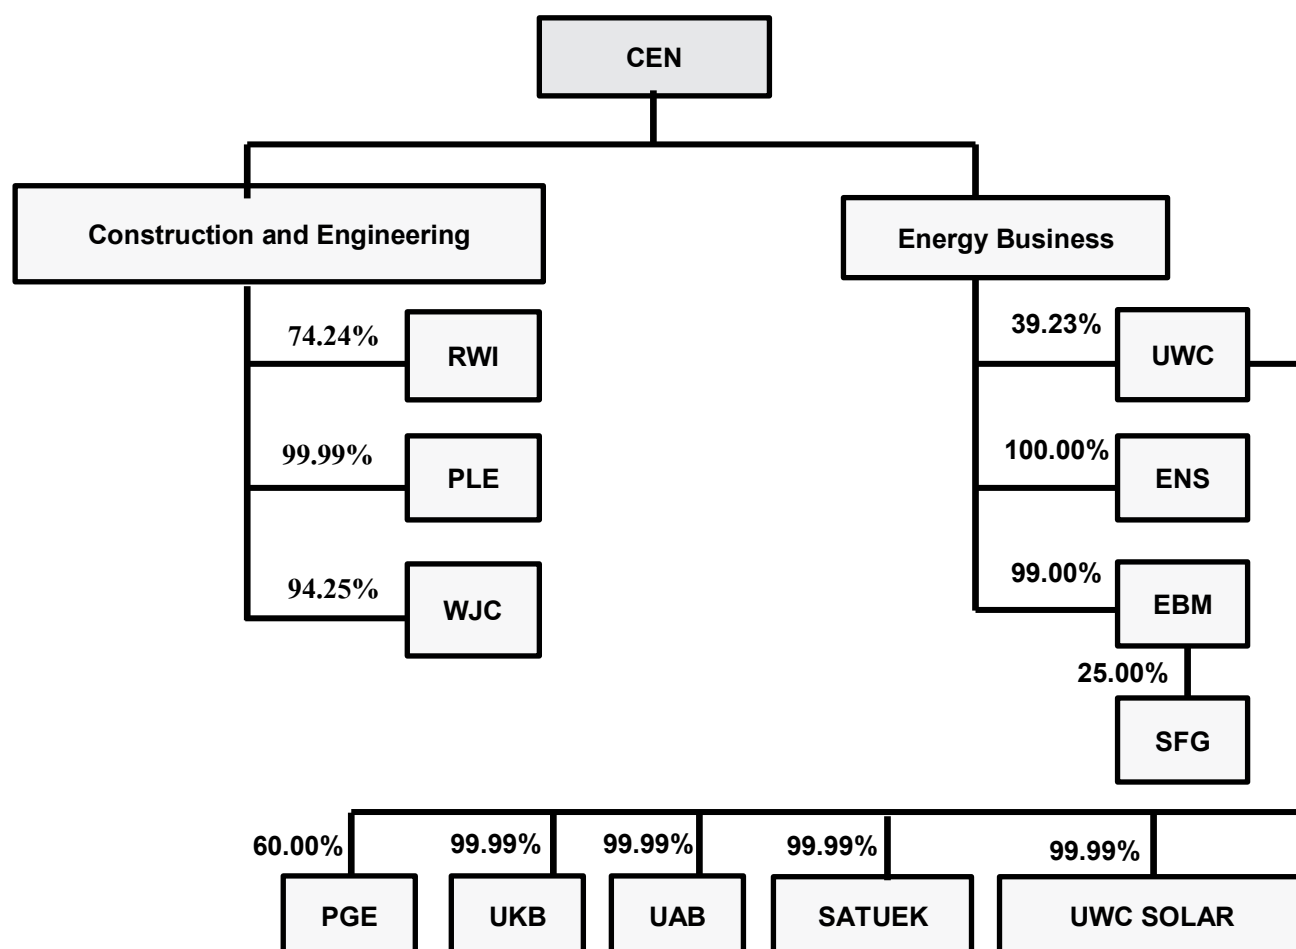 CEN
Construction and Engineering
Energy Business
74.24%
RWI
39.23%
UWC
99.99%
PLE
100.00%
ENS
94.25%
WJC
99.00%
EBM
25.00%
SFG
60.00% 99.99% 99.99% 99.99% 99.99%
PGE UKB UAB SATUEK UWC SOLAR